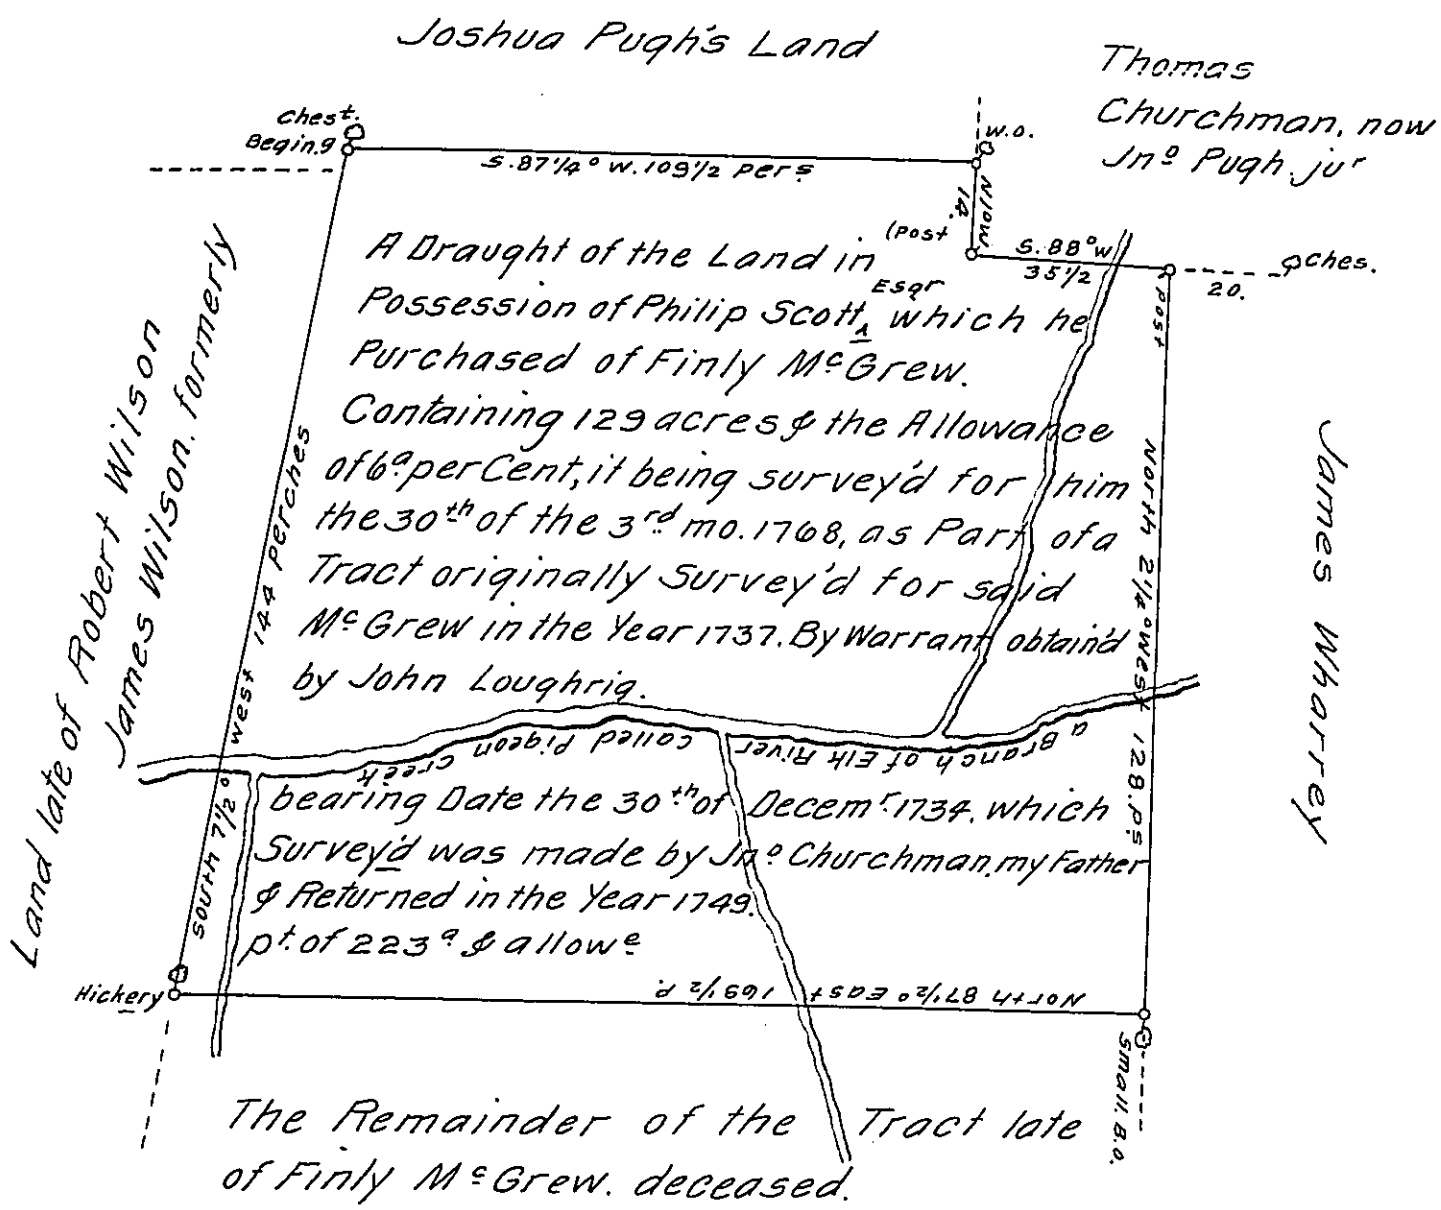 Joshua Pugh's Land
Thomas
Churchman, now
Jnº Pugh. jur
Chest.
Begin.g
W.O.
S. 87 1/4° W. 109 1/2 pers
N10W
14.
(Post
S. 88° W
35 1/2
20.
Ches.
Post
A Draught of the Land in
Possession of Philip Scott, Esqr which he
Purchased of Finly McGrew.
Containing 129 acres & the Allowance
of 6a. per Cent, it being survey'd for him
the 30th of the 3rd mo. 1768, as Part of a
Tract originally Survey'd for said
McGrew in the Year 1737. By Warrant obtain'd
by John Loughrig.
a Branch of Elk River called Pigeon Creek
bearing Date the 30th of Decemr. 1734. which
Survey'd was made by Jnº Churchman, my Father
& Returned in the Year 1749.
pt. of 223a & allowe
Land late of Robert Wilson
James Wilson. formerly
South 7 1/2° West 144 Perches
North 2 1/4° West 128. ps
James Wharrey
Hickery
North 87 1/2° East 169 1/2 P.
Small. B.O.
The Remainder of the Tract late
of Finly McGrew. deceased.